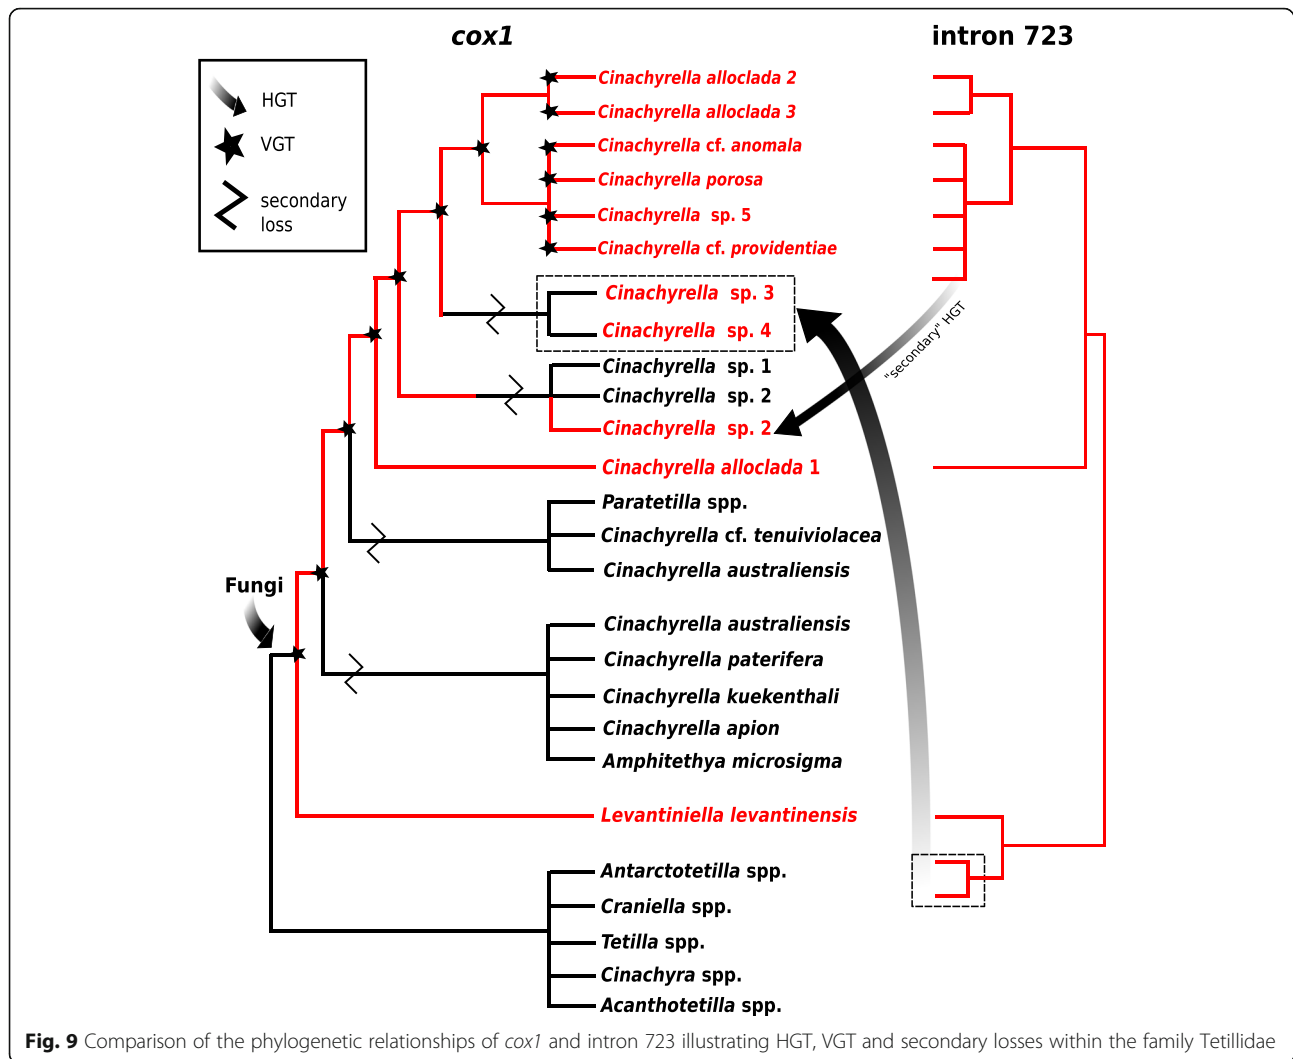 cox1
intron 723
HGT
VGT
secondary
loss
Cinachyrella alloclada 2
Cinachyrella alloclada 3
Cinachyrella cf. anomala
Cinachyrella porosa
Cinachyrella sp. 5
Cinachyrella cf. providentiae
Cinachyrella sp. 3
Cinachyrella sp. 4
"secondary" HGT
Cinachyrella sp. 1
Cinachyrella sp. 2
Cinachyrella sp. 2
Cinachyrella alloclada 1
Paratetilla spp.
Cinachyrella cf. tenuiviolacea
Cinachyrella australiensis
Fungi
Cinachyrella australiensis
Cinachyrella paterifera
Cinachyrella kuekenthali
Cinachyrella apion
Amphitethya microsigma
Levantiniella levantinensis
Antarctotetilla spp.
Craniella spp.
Tetilla spp.
Cinachyra spp.
Acanthotetilla spp.
Fig. 9 Comparison of the phylogenetic relationships of cox1 and intron 723 illustrating HGT, VGT and secondary losses within the family Tetillidae